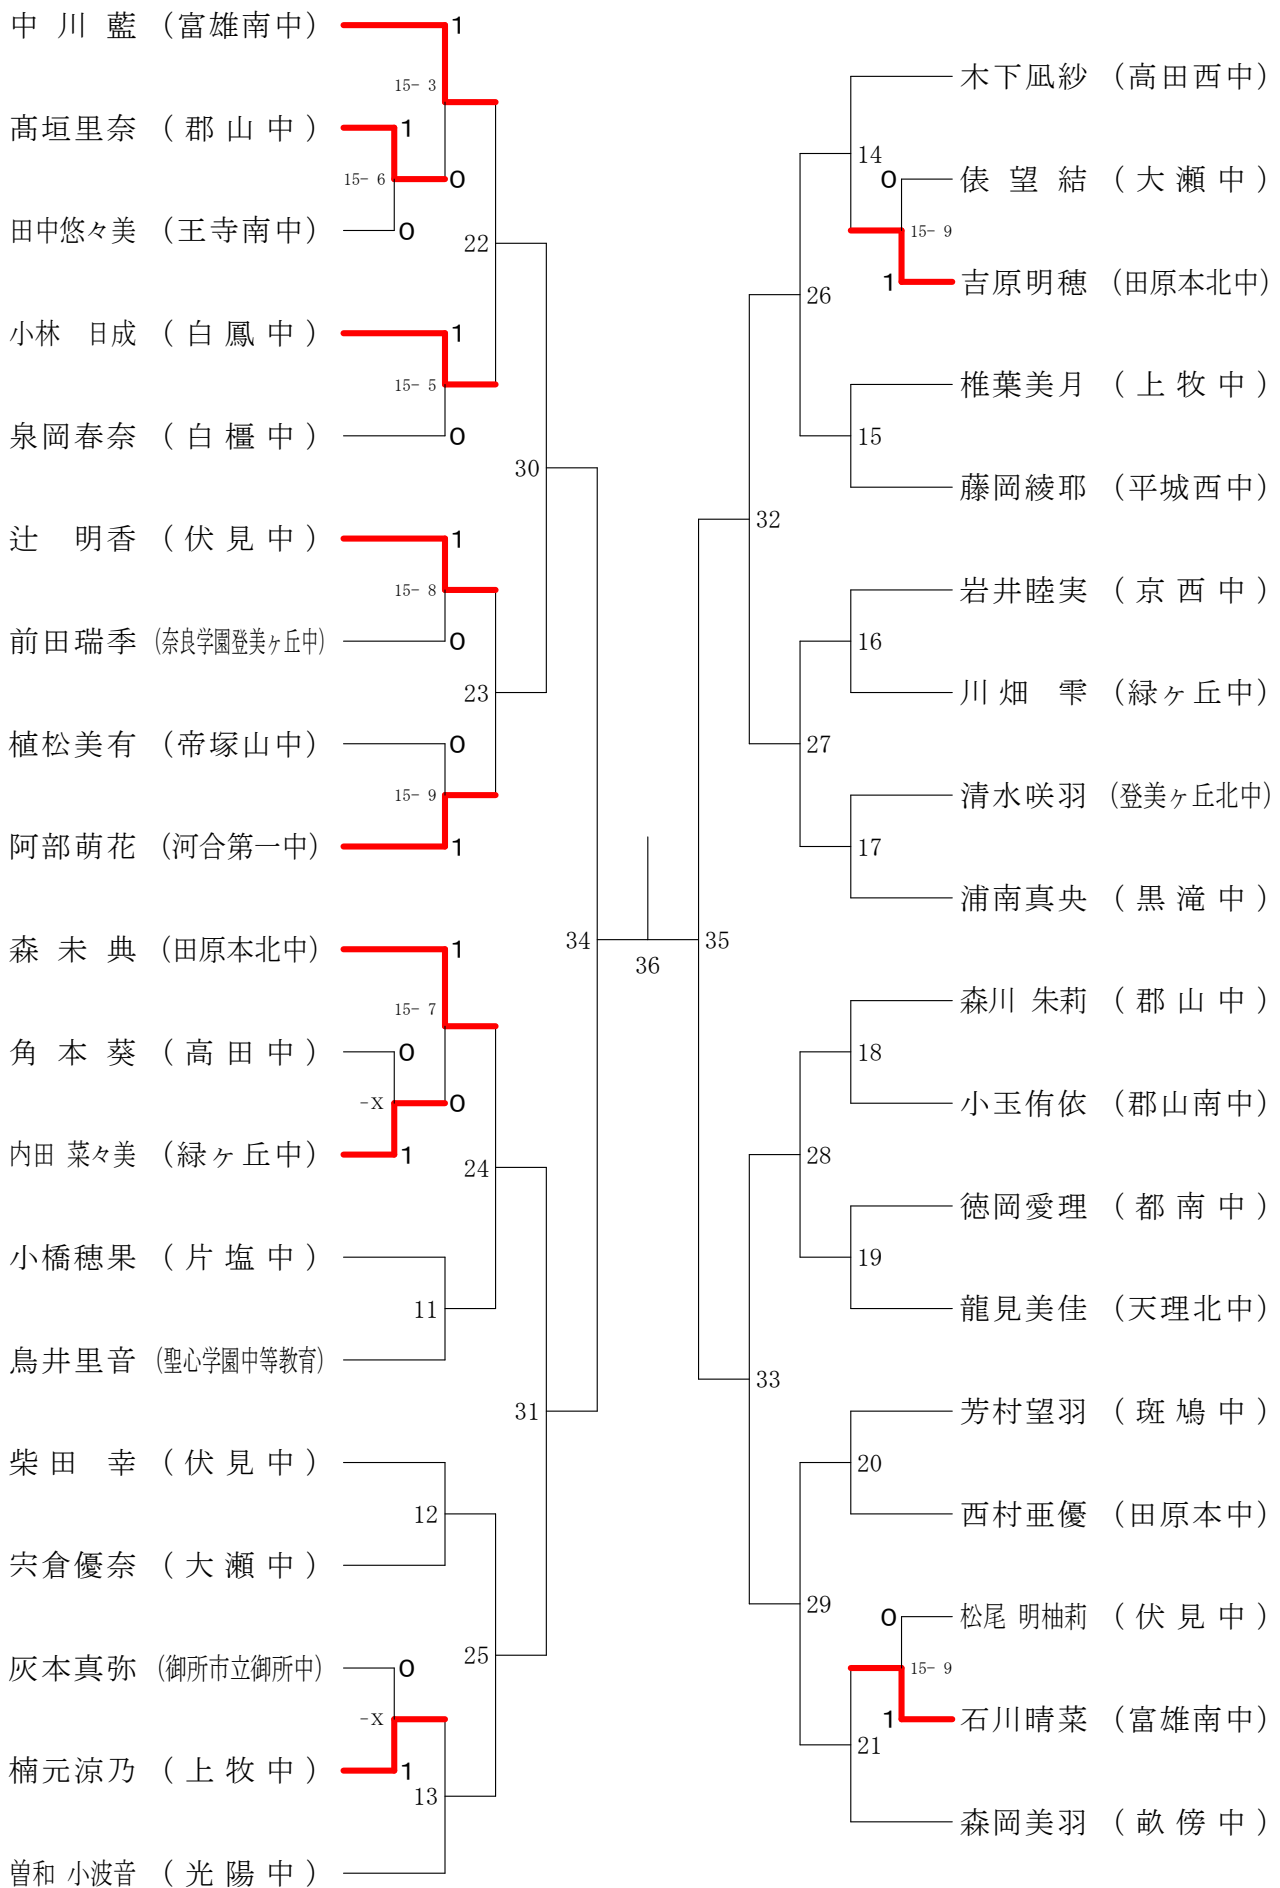 中川藍 (富雄南中) 1
15- 3
髙垣里奈 (郡山中) 1
15- 6 0
田中悠々美 (王寺南中) 0
22
小林 日成 (白鳳中) 1
15- 5
泉岡春奈 (白橿中) 0
30
辻 明香 (伏見中) 1
15- 8
前田瑞季 (奈良学園登美ヶ丘中) 0
23
植松美有 (帝塚山中) 0
15- 9
阿部萌花 (河合第一中) 1
34
森未典 (田原本北中) 1
15- 7
角本葵 (高田中) 0
-X 0
内田 菜々美 (緑ヶ丘中) 1
24
小橋穂果 (片塩中)
11
鳥井里音 (聖心学園中等教育)
31
柴田幸 (伏見中)
12
宍倉優奈 (大瀬中)
25
灰本真弥 (御所市立御所中) 0
-X
楠元涼乃 (上牧中) 1
13
曽和 小波音 (光陽中)
36
木下凪紗 (高田西中)
14
0 俵望結 (大瀬中)
15- 9
1 吉原明穂 (田原本北中)
26
椎葉美月 (上牧中)
15
藤岡綾耶 (平城西中)
32
岩井睦実 (京西中)
16
川畑雫 (緑ヶ丘中)
27
清水咲羽 (登美ヶ丘北中)
17
浦南真央 (黒滝中)
35
森川 朱莉 (郡山中)
18
小玉侑依 (郡山南中)
28
徳岡愛理 (都南中)
19
龍見美佳 (天理北中)
33
芳村望羽 (斑鳩中)
20
西村亜優 (田原本中)
29
0 松尾 明柚莉 (伏見中)
15- 9
1 石川晴菜 (富雄南中)
21
森岡美羽 (畝傍中)